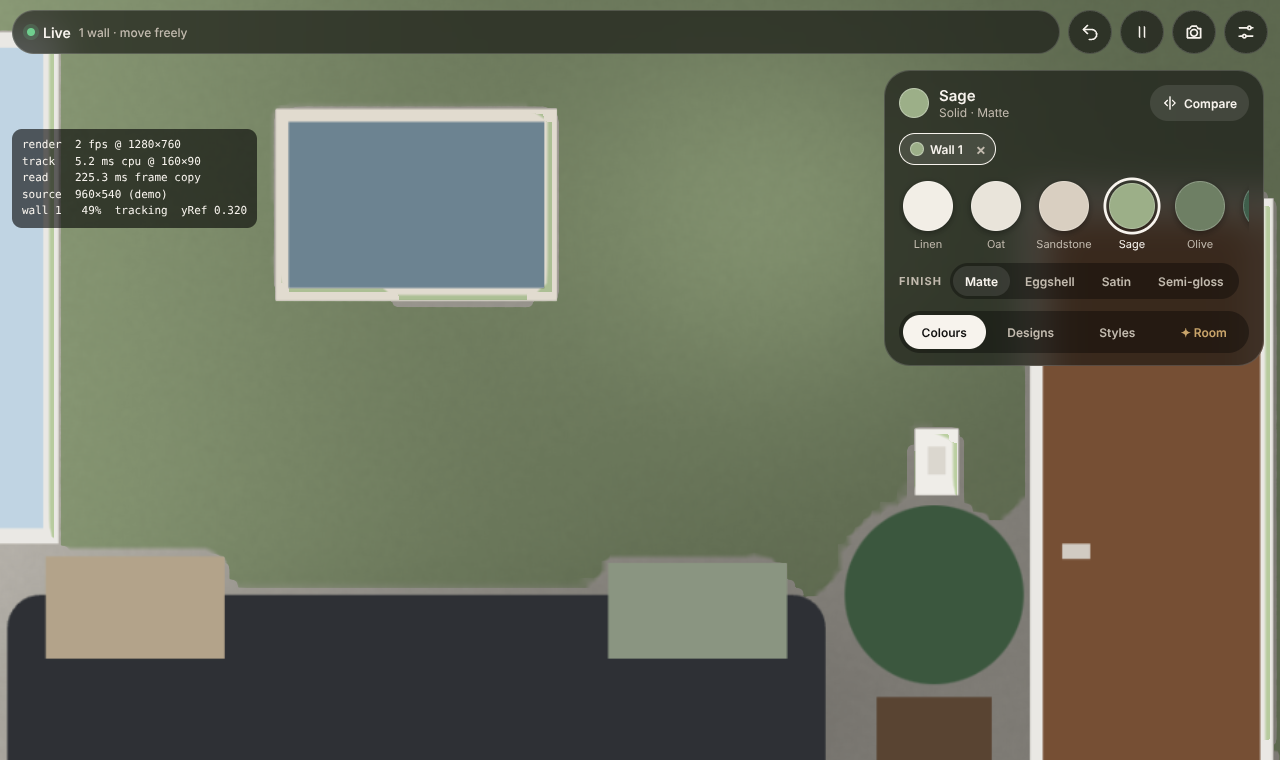 Live 1 wall · move freely
Sage
Solid · Matte
Compare
Wall 1 ×
render 2 fps @ 1280×760
track 5.2 ms cpu @ 160×90
read 225.3 ms frame copy
source 960×540 (demo)
wall 1 49% tracking yRef 0.320
Linen Oat Sandstone Sage Olive
FINISH Matte Eggshell Satin Semi-gloss
Colours Designs Styles ✦ Room